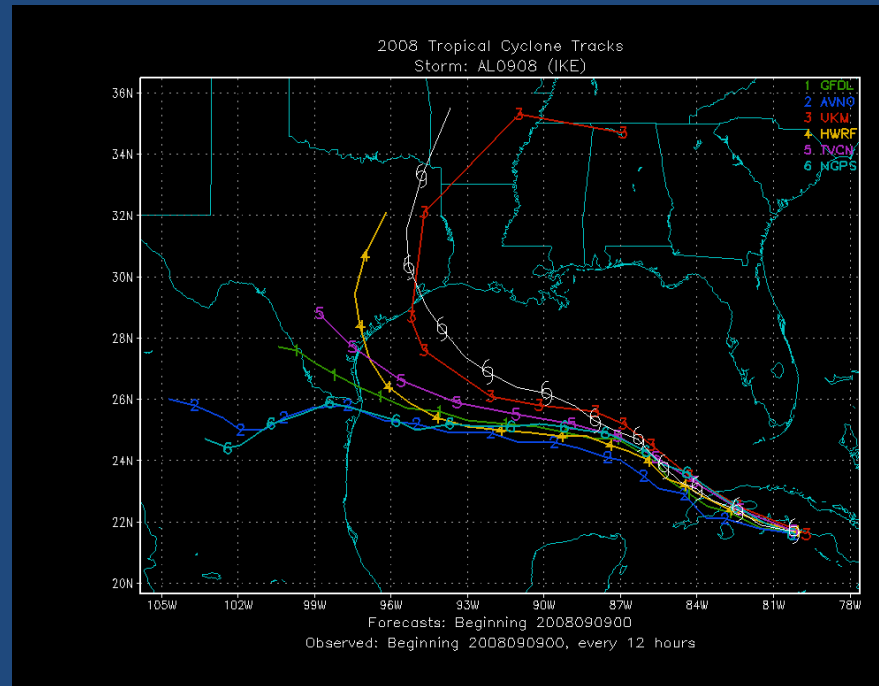 2008 Tropical Cyclone Tracks
Storm: AL0908 (IKE)
1 GFDL
2 AVNO
3 UKM
4 HWRF
5 TVCN
6 NGPS
36N
34N
32N
30N
28N
26N
24N
22N
20N
105W 102W 99W 96W 93W 90W 87W 84W 81W 78W
Forecasts: Beginning 2008090900
Observed: Beginning 2008090900, every 12 hours